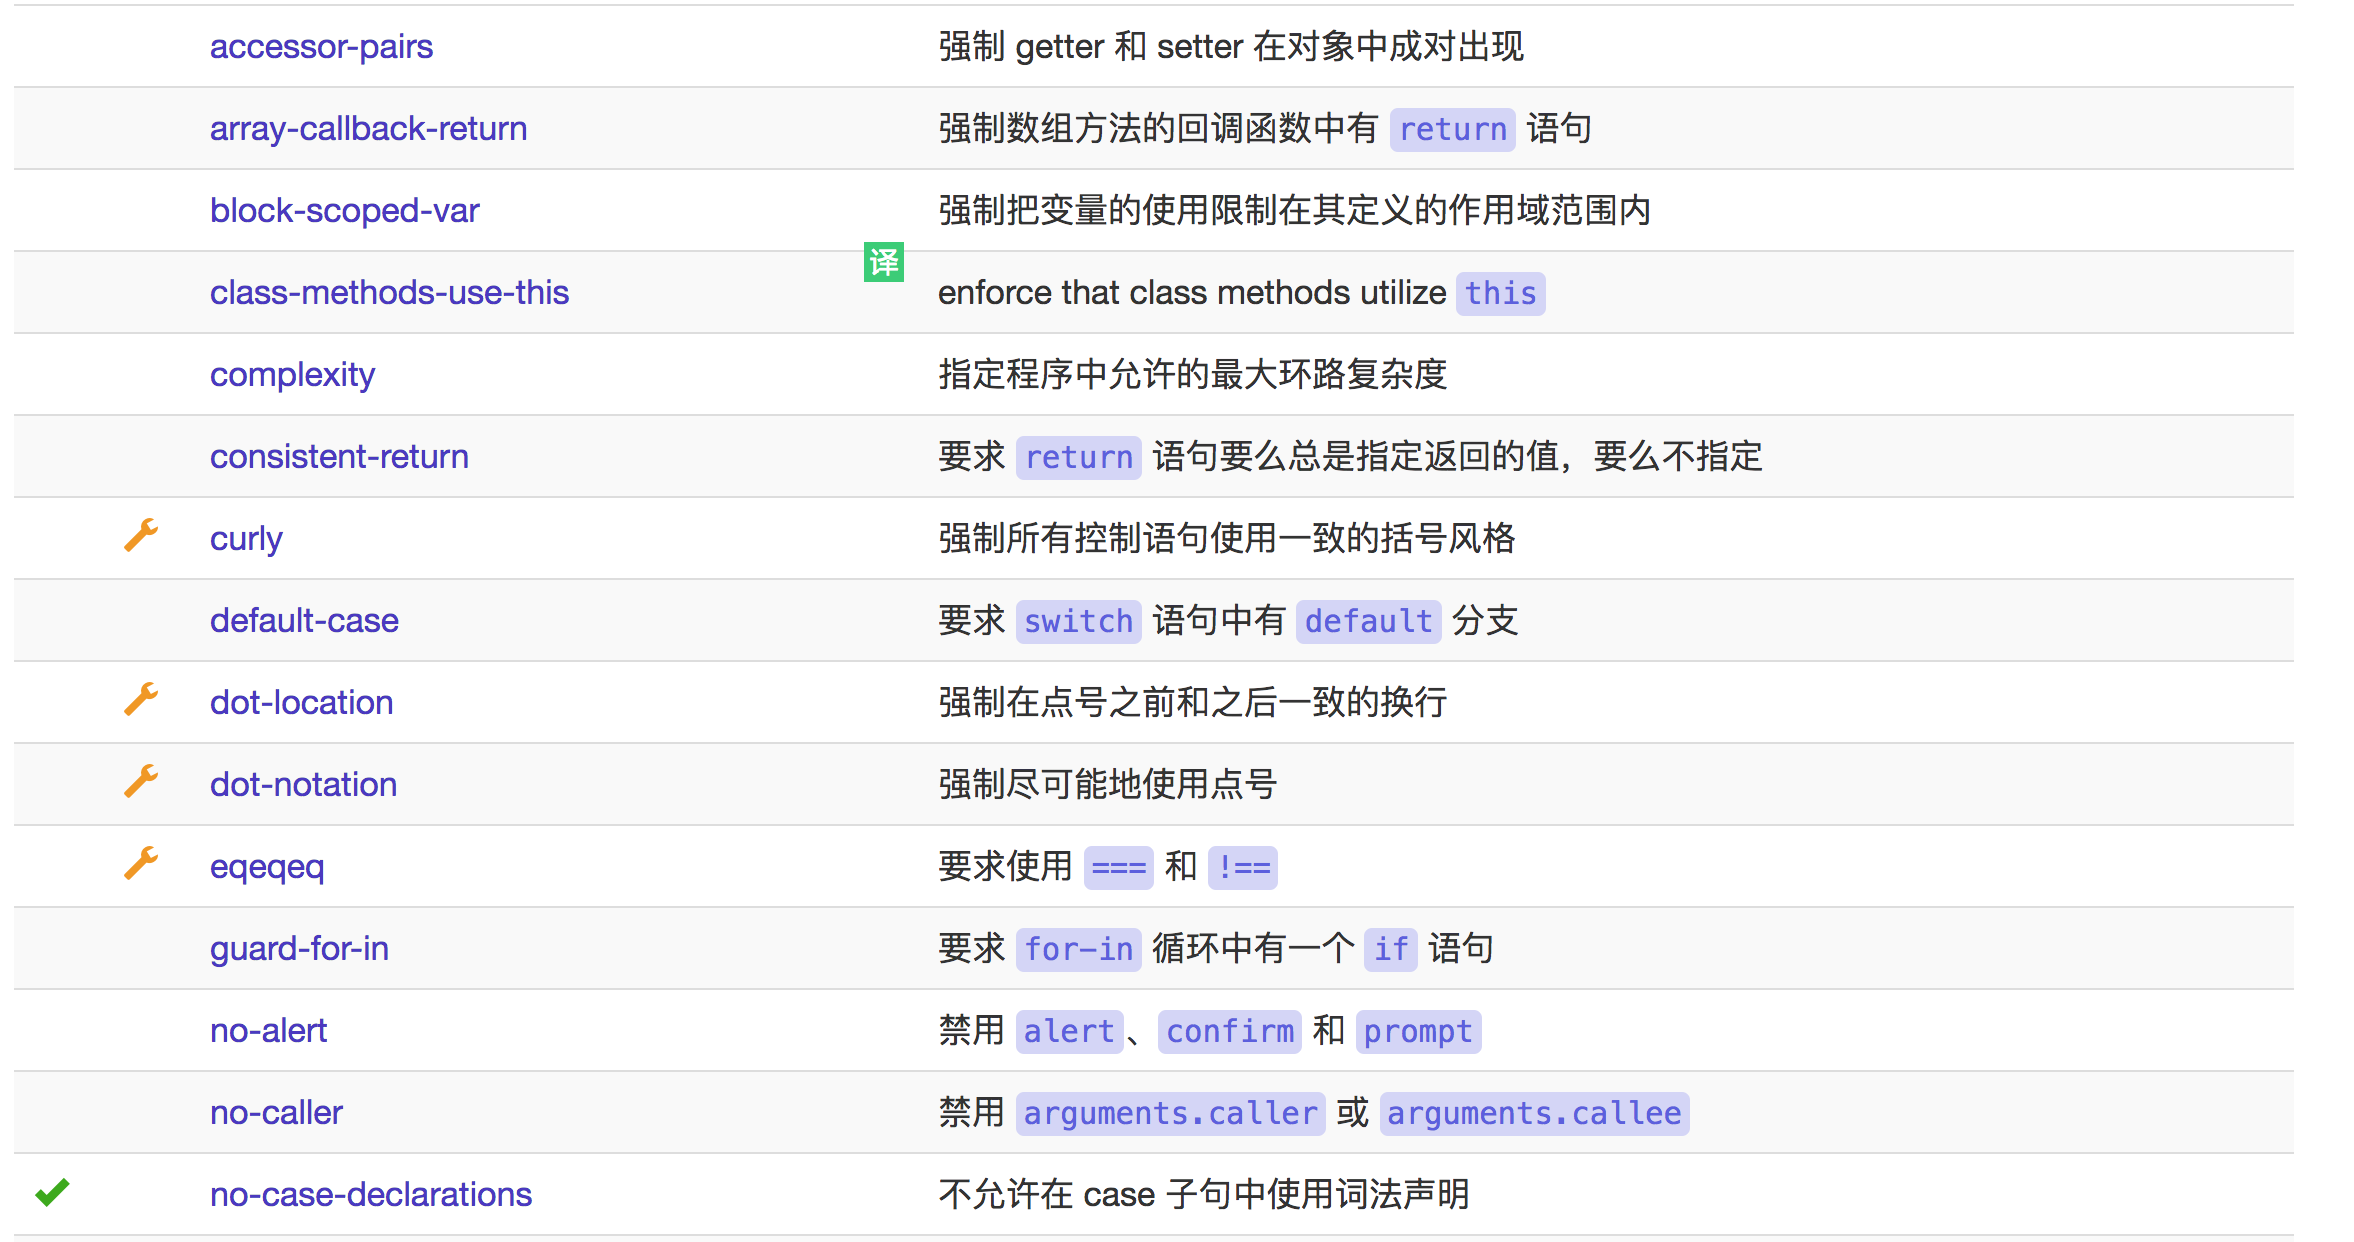 accessor-pairs 强制 getter 和 setter 在对象中成对出现
array-callback-return 强制数组方法的回调函数中有 return 语句
block-scoped-var 强制把变量的使用限制在其定义的作用域范围内
译
class-methods-use-this enforce that class methods utilize this
complexity 指定程序中允许的最大环路复杂度
consistent-return 要求 return 语句要么总是指定返回的值，要么不指定
curly 强制所有控制语句使用一致的括号风格
default-case 要求 switch 语句中有 default 分支
dot-location 强制在点号之前和之后一致的换行
dot-notation 强制尽可能地使用点号
eqeqeq 要求使用 === 和 !==
guard-for-in 要求 for-in 循环中有一个 if 语句
no-alert 禁用 alert、confirm 和 prompt
no-caller 禁用 arguments.caller 或 arguments.callee
no-case-declarations 不允许在 case 子句中使用词法声明